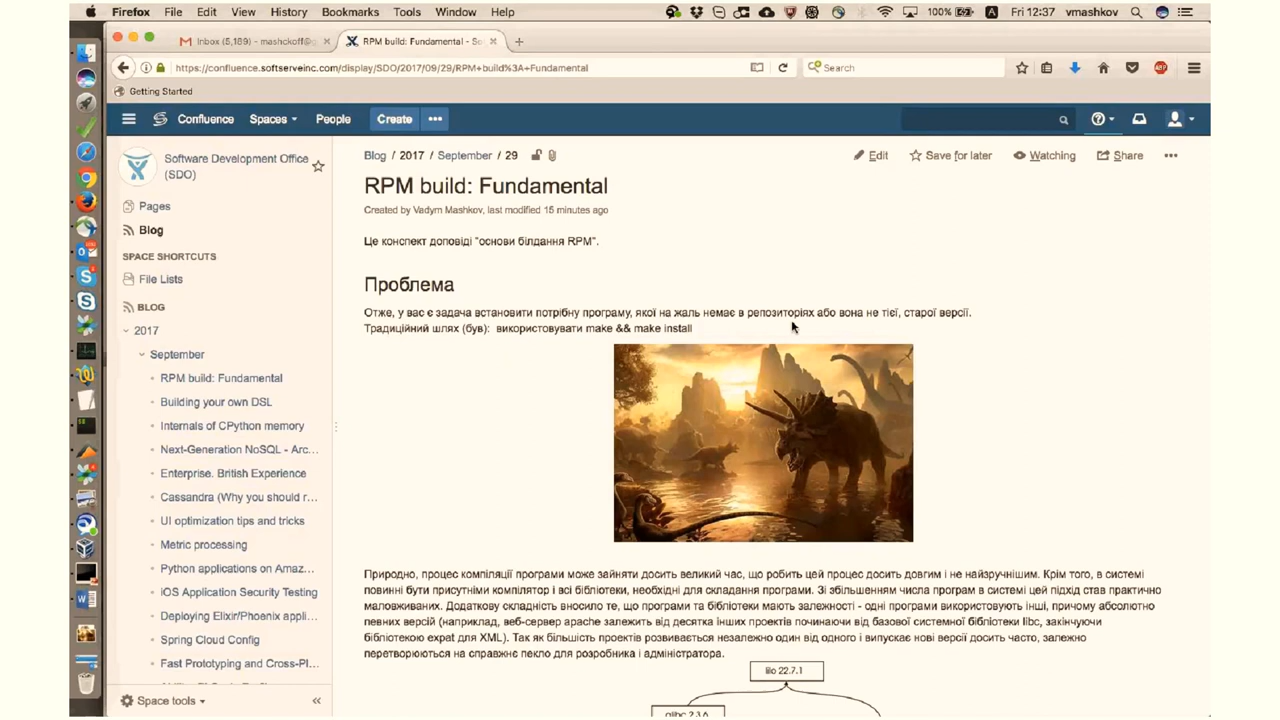 Firefox File Edit View History Bookmarks Tools Window Help 100% A Fri 12:37 vmashkov
Inbox (5,189) - mashckoff@g RPM build: Fundamental - So
https://confluence.softserveinc.com/display/SDO/2017/09/29/RPM+build%3A+Fundamental Search
Getting Started
Confluence Spaces People Create
Software Development Office
(SDO)
Pages
Blog
SPACE SHORTCUTS
File Lists
BLOG
2017
September
RPM build: Fundamental
Building your own DSL
Internals of CPython memory
Next-Generation NoSQL - Arc...
Enterprise. British Experience
Cassandra (Why you should r...
UI optimization tips and tricks
Metric processing
Python applications on Amaz...
iOS Application Security Testing
Deploying Elixir/Phoenix appli...
Spring Cloud Config
Fast Prototyping and Cross-Pl...
Space tools
Blog / 2017 / September / 29
Edit Save for later Watching Share
RPM build: Fundamental
Created by Vadym Mashkov, last modified 15 minutes ago
Це конспект доповіді "основи білдання RPM".
Проблема
Отже, у вас є задача встановити потрібну програму, якої на жаль немає в репозиторіях або вона не тієї, старої версії.
Традиційний шлях (був): використовувати make && make install
Природно, процес компіляції програми може зайняти досить великий час, що робить цей процес досить довгим і не найзручнішим. Крім того, в системі
повинні бути присутніми компілятор і всі бібліотеки, необхідні для складання програми. Зі збільшенням числа програм в системі цей підхід став практично
маловживаних. Додаткову складність вносило те, що програми та бібліотеки мають залежності - одні програми використовують інші, причому абсолютно
певних версій (наприклад, веб-сервер apache залежить від десятка інших проектів починаючи від базової системної бібліотеки libc, закінчуючи
бібліотекою expat для XML). Так як більшість проектів розвивається незалежно один від одного і випускає нові версії досить часто, залежно
перетворюються на справжнє пекло для розробника і адміністратора.
glibc 2.3.6